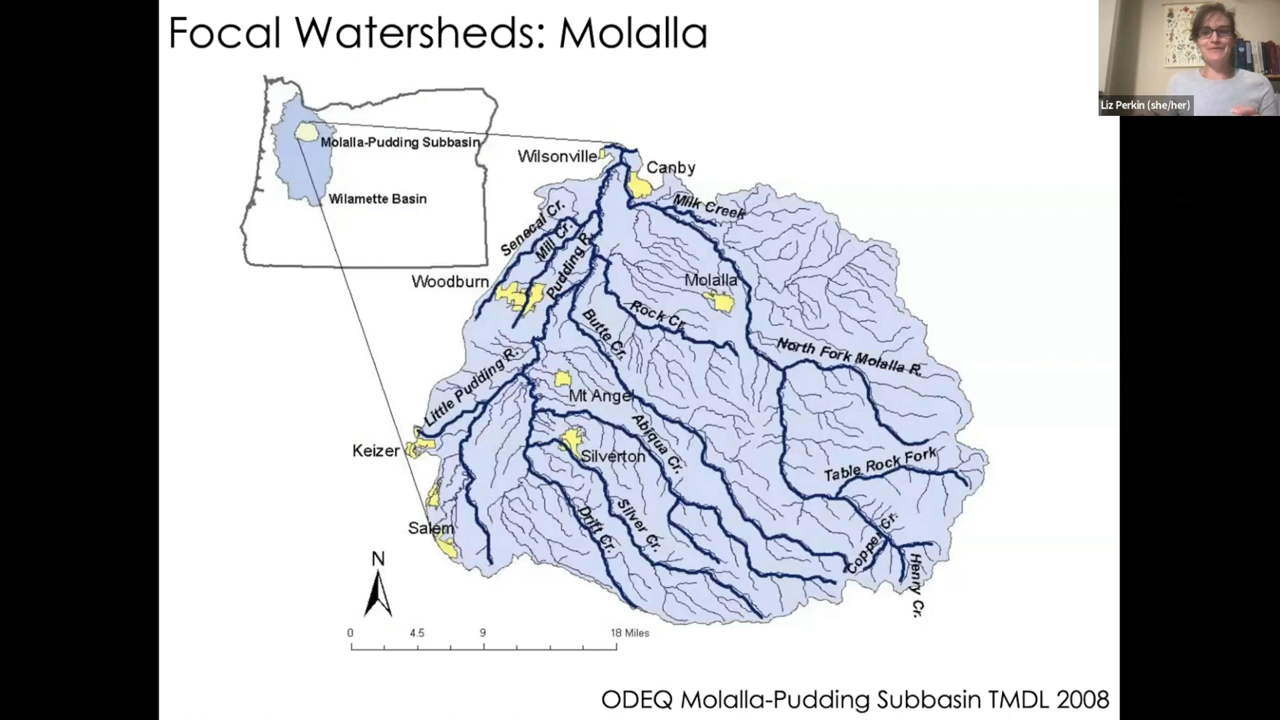 Focal Watersheds: Molalla
Liz Perkin (she/her)
Molalla-Pudding Subbasin
Wilamette Basin
Wilsonville
Canby
Milk Creek
Senecal Cr.
Mill Cr.
Pudding R.
Woodburn
Molalla
Rock Cr.
Butte Cr.
North Fork Molalla R.
Little Pudding R.
Mt Angel
Abiqua Cr.
Keizer
Silverton
Table Rock Fork
Salem
Drift Cr.
Silver Cr.
Copper Cr.
Henry Cr.
N
0 4.5 9 18 Miles
ODEQ Molalla-Pudding Subbasin TMDL 2008